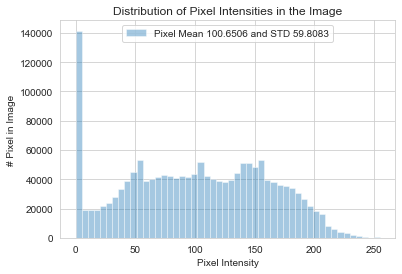 Distribution of Pixel Intensities in the Image
Pixel Mean 100.6506 and STD 59.8083
140000
120000
100000
80000
60000
40000
20000
0
# Pixel in Image
0 50 100 150 200 250
Pixel Intensity